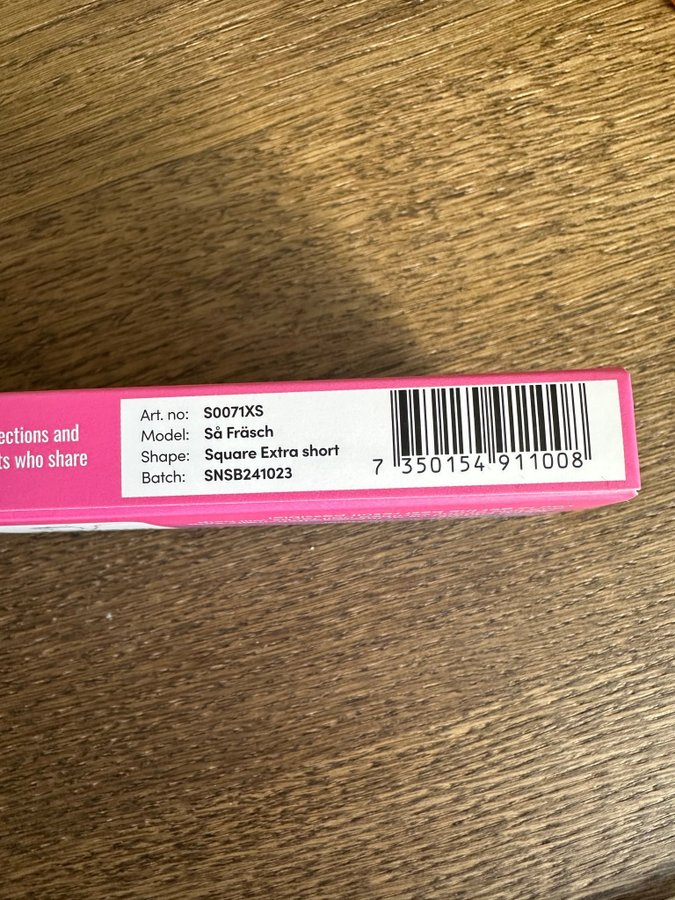 ections and
ts who share
Art. no: S0071XS
Model: Så Fräsch
Shape: Square Extra short
Batch: SNSB241023
7 350154 911008